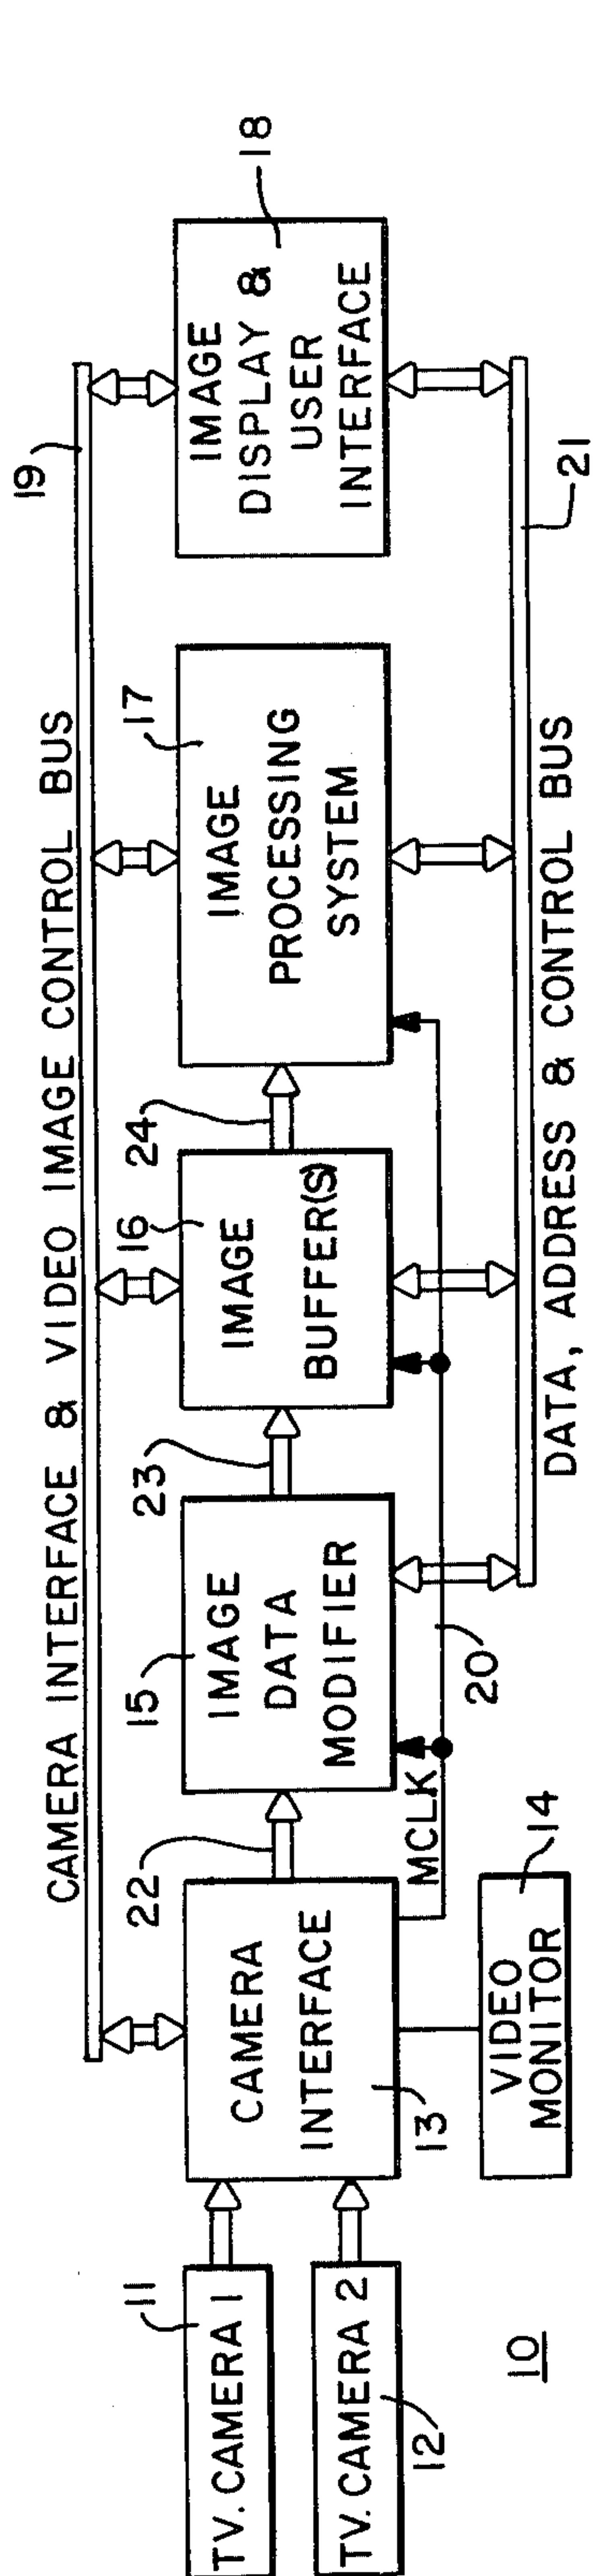 CAMERA INTERFACE & VIDEO IMAGE CONTROL BUS
19
11
TV. CAMERA 1
TV. CAMERA 2
12
CAMERA
INTERFACE
13
VIDEO
MONITOR
14
22
15
IMAGE
DATA
MODIFIER
MCLK
20
23
16
IMAGE
BUFFER(S)
24
17
IMAGE
PROCESSING
SYSTEM
IMAGE
DISPLAY &
USER
INTERFACE
18
DATA, ADDRESS & CONTROL BUS
21
10